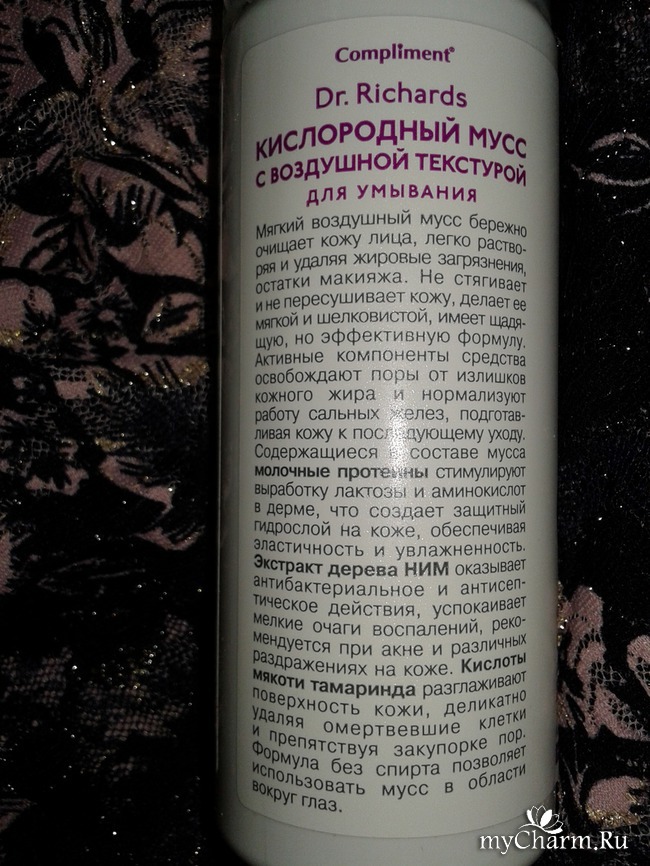 Compliment®
Dr. Richards
КИСЛОРОДНЫЙ МУСС
С ВОЗДУШНОЙ ТЕКСТУРОЙ
ДЛЯ УМЫВАНИЯ
Мягкий воздушный мусс бережно
очищает кожу лица, легко раство-
ряя и удаляя жировые загрязнения,
остатки макияжа. Не стягивает
и не пересушивает кожу, делает ее
мягкой и шелковистой, имеет щадя-
щую, но эффективную формулу.
Активные компоненты средства
освобождают поры от излишков
кожного жира и нормализуют
работу сальных желез, подготав-
ливая кожу к последующему уходу.
Содержащиеся в составе мусса
молочные протеины стимулируют
выработку лактозы и аминокислот
в дерме, что создает защитный
гидрослой на коже, обеспечивая
эластичность и увлажненность.
Экстракт дерева НИМ оказывает
антибактериальное и антисеп-
тическое действия, успокаивает
мелкие очаги воспалений, реко-
мендуется при акне и различных
раздражениях на коже. Кислоты
мякоти тамаринда разглаживают
поверхность кожи, деликатно
удаляя омертвевшие клетки
и препятствуя закупорке пор.
Формула без спирта позволяет
использовать мусс в области
вокруг глаз.
myCharm.Ru